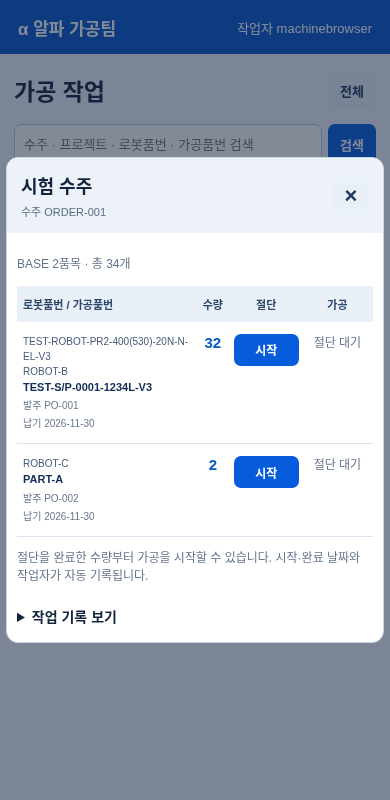 α 알파 가공팀
작업자 machinebrowser
가공 작업
전체
수주 · 프로젝트 · 로봇품번 · 가공품번 검색
검색
시험 수주
수주 ORDER-001
×
BASE 2품목 · 총 34개
로봇품번 / 가공품번 수량 절단 가공
TEST-ROBOT-PR2-400(530)-20N-N-
EL-V3
ROBOT-B
TEST-S/P-0001-1234L-V3
발주 PO-001
납기 2026-11-30
32 시작 절단 대기
ROBOT-C
PART-A
발주 PO-002
납기 2026-11-30
2 시작 절단 대기
절단을 완료한 수량부터 가공을 시작할 수 있습니다. 시작·완료 날짜와
작업자가 자동 기록됩니다.
▶ 작업 기록 보기